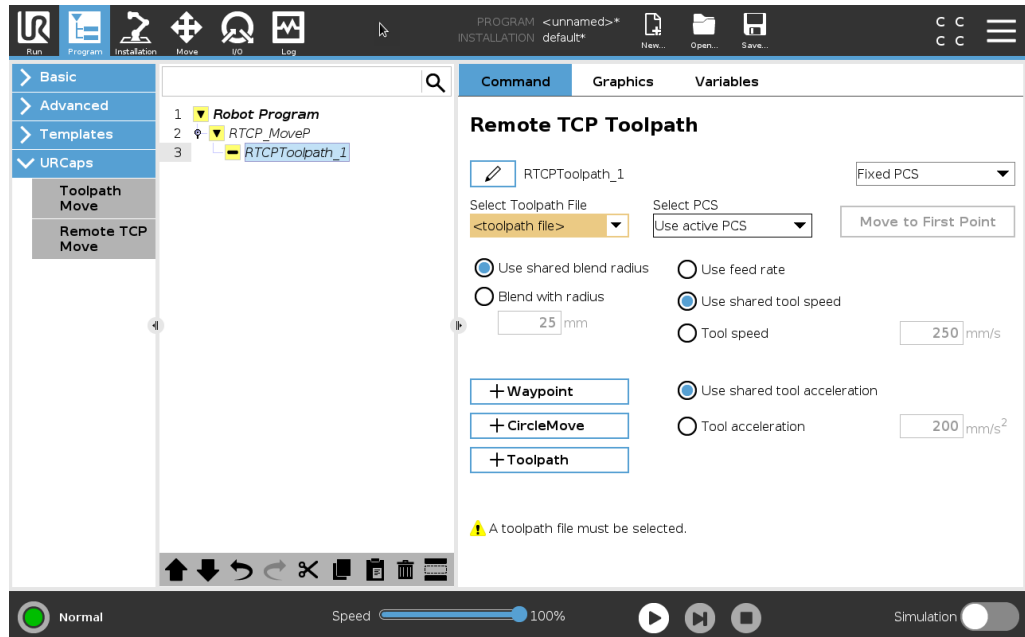 UR
PROGRAM <unnamed>*
INSTALLATION default*
C C
C C
Run
Program
Installation
Move
I/O
Log
New...
Open...
Save...
Basic
Advanced
Templates
URCaps
Toolpath
Move
Remote TCP
Move
1 Robot Program
2 RTCP_MoveP
3 RTCPToolpath_1
Command
Graphics
Variables
Remote TCP Toolpath
RTCPToolpath_1
Fixed PCS
Select Toolpath File
Select PCS
<toolpath file>
Use active PCS
Move to First Point
Use shared blend radius
Use feed rate
Blend with radius
Use shared tool speed
25 mm
Tool speed
250 mm/s
+ Waypoint
Use shared tool acceleration
+ CircleMove
Tool acceleration
200 mm/s²
+ Toolpath
A toolpath file must be selected.
Normal
Speed
100%
Simulation